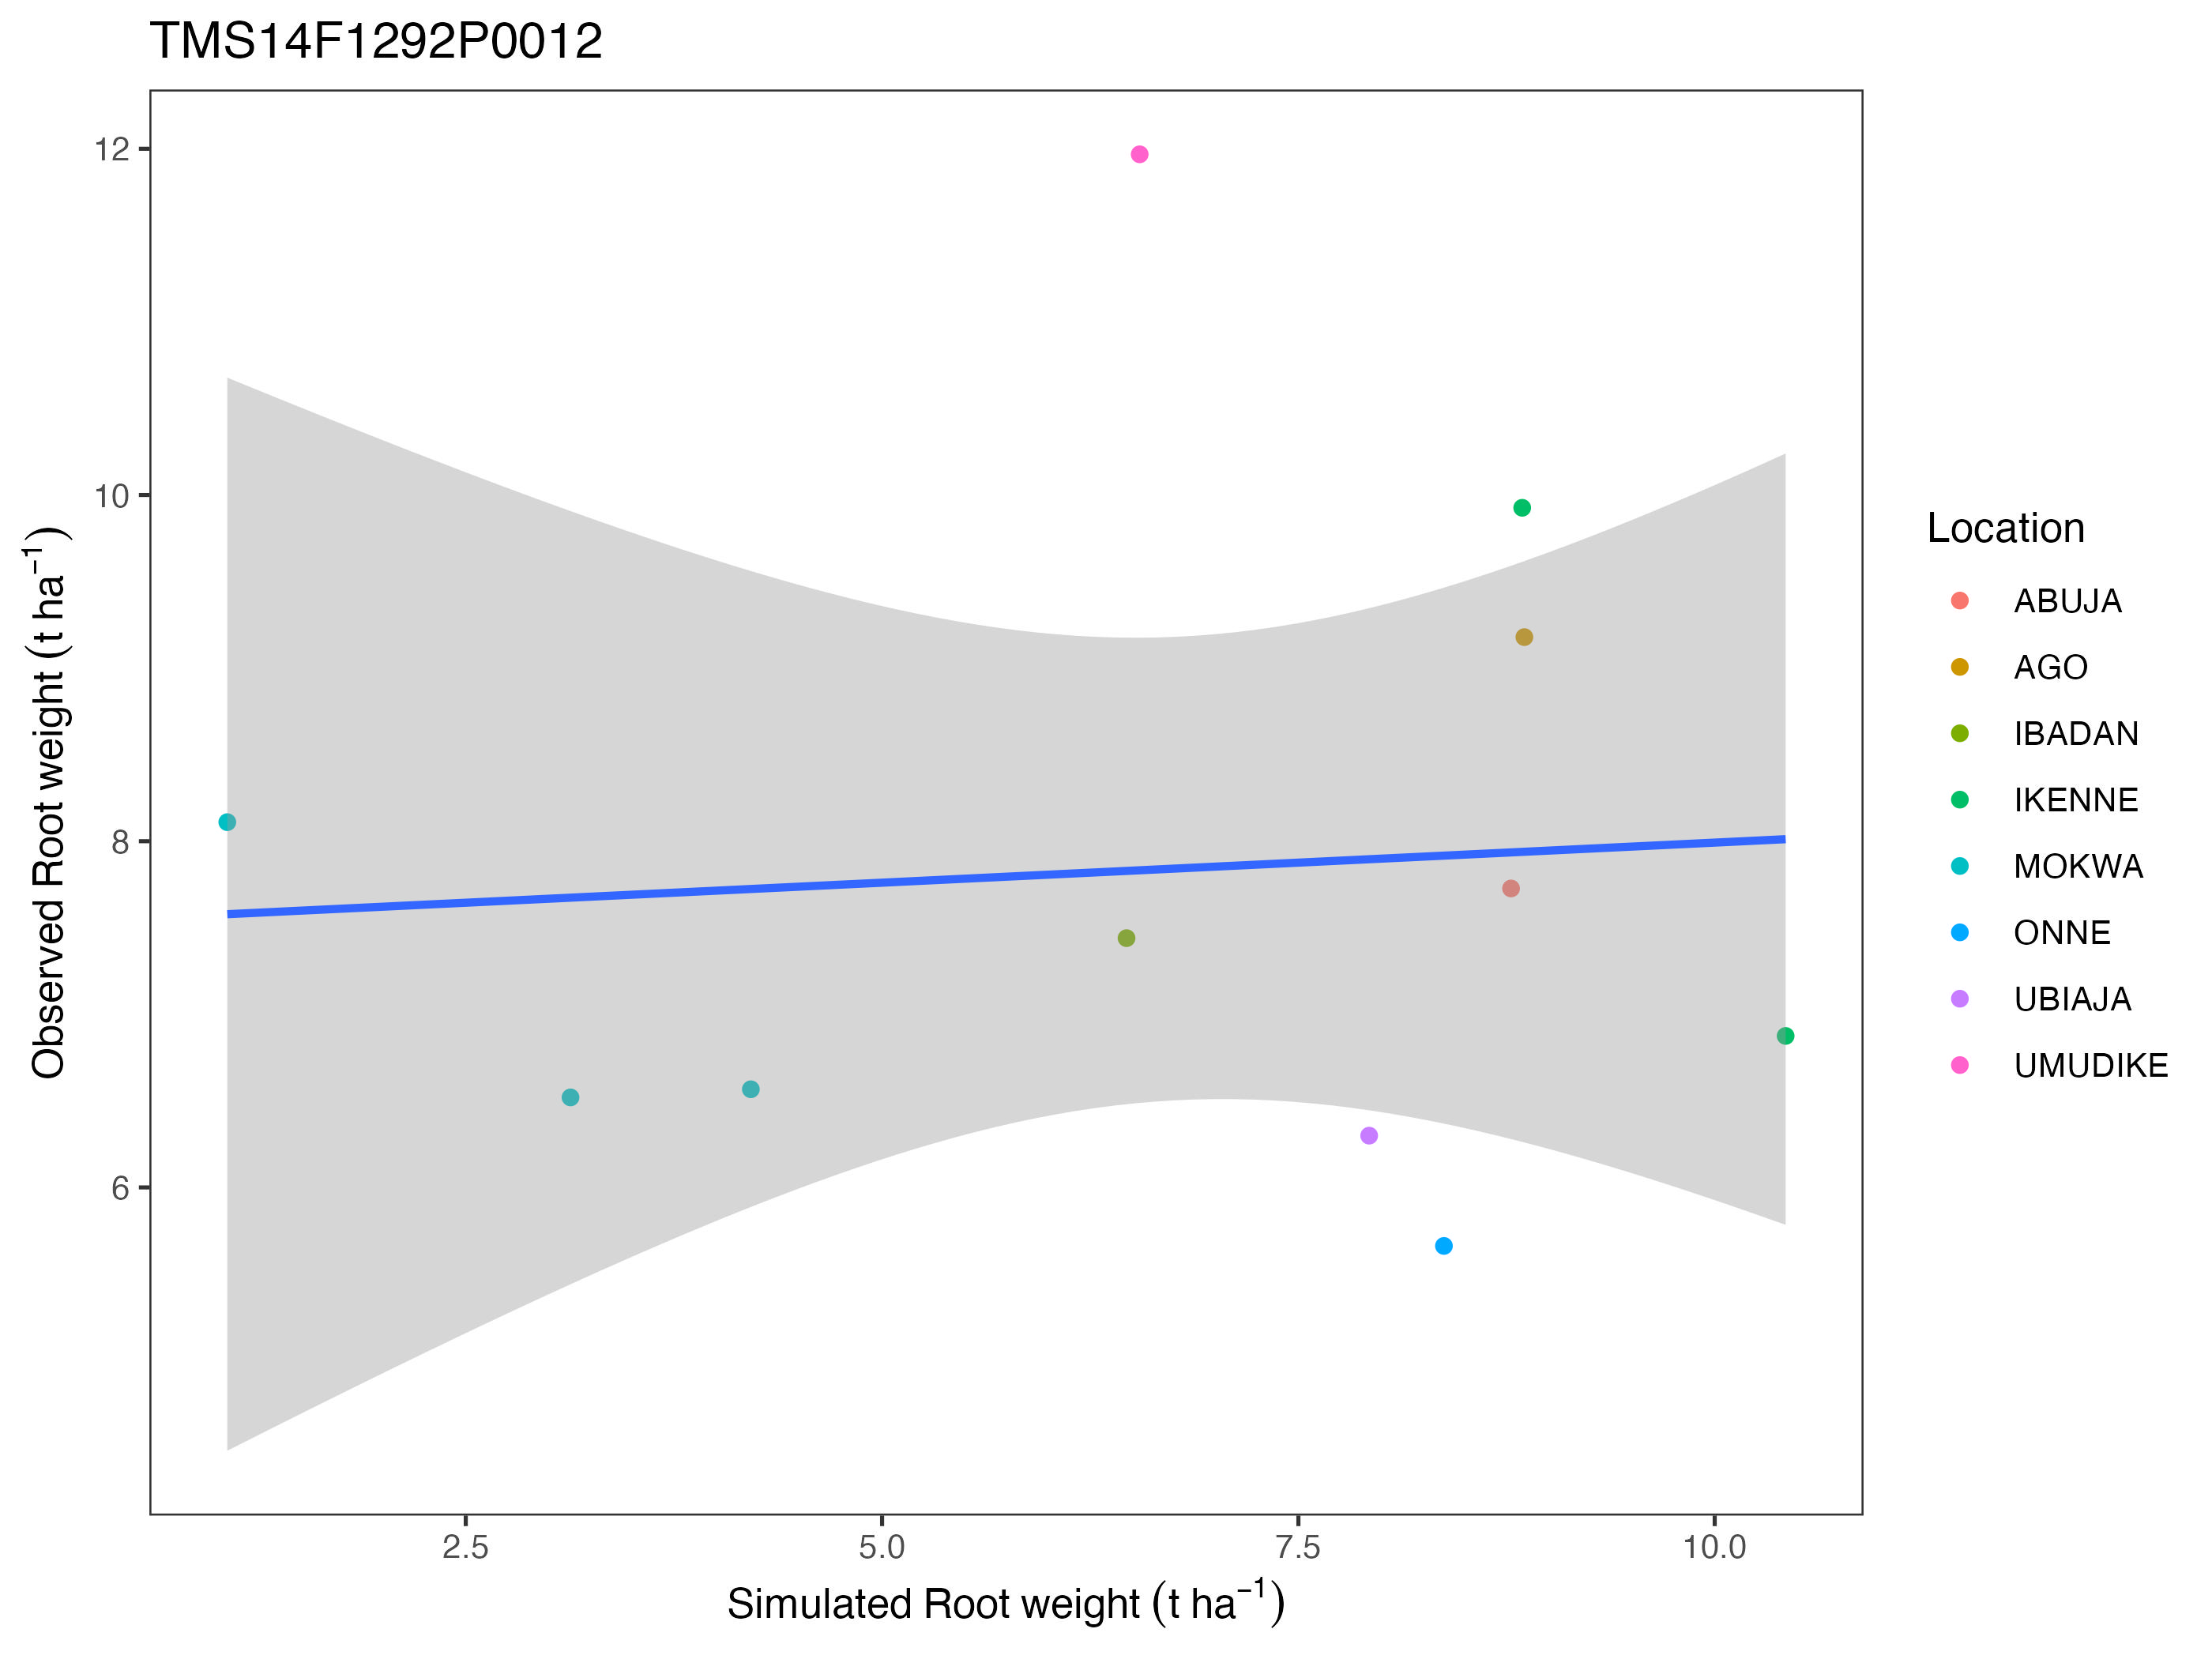 TMS14F1292P0012
12
10
8
6
Observed Root weight (t ha⁻¹)
2.5 5.0 7.5 10.0
Simulated Root weight (t ha⁻¹)
Location
ABUJA
AGO
IBADAN
IKENNE
MOKWA
ONNE
UBIAJA
UMUDIKE